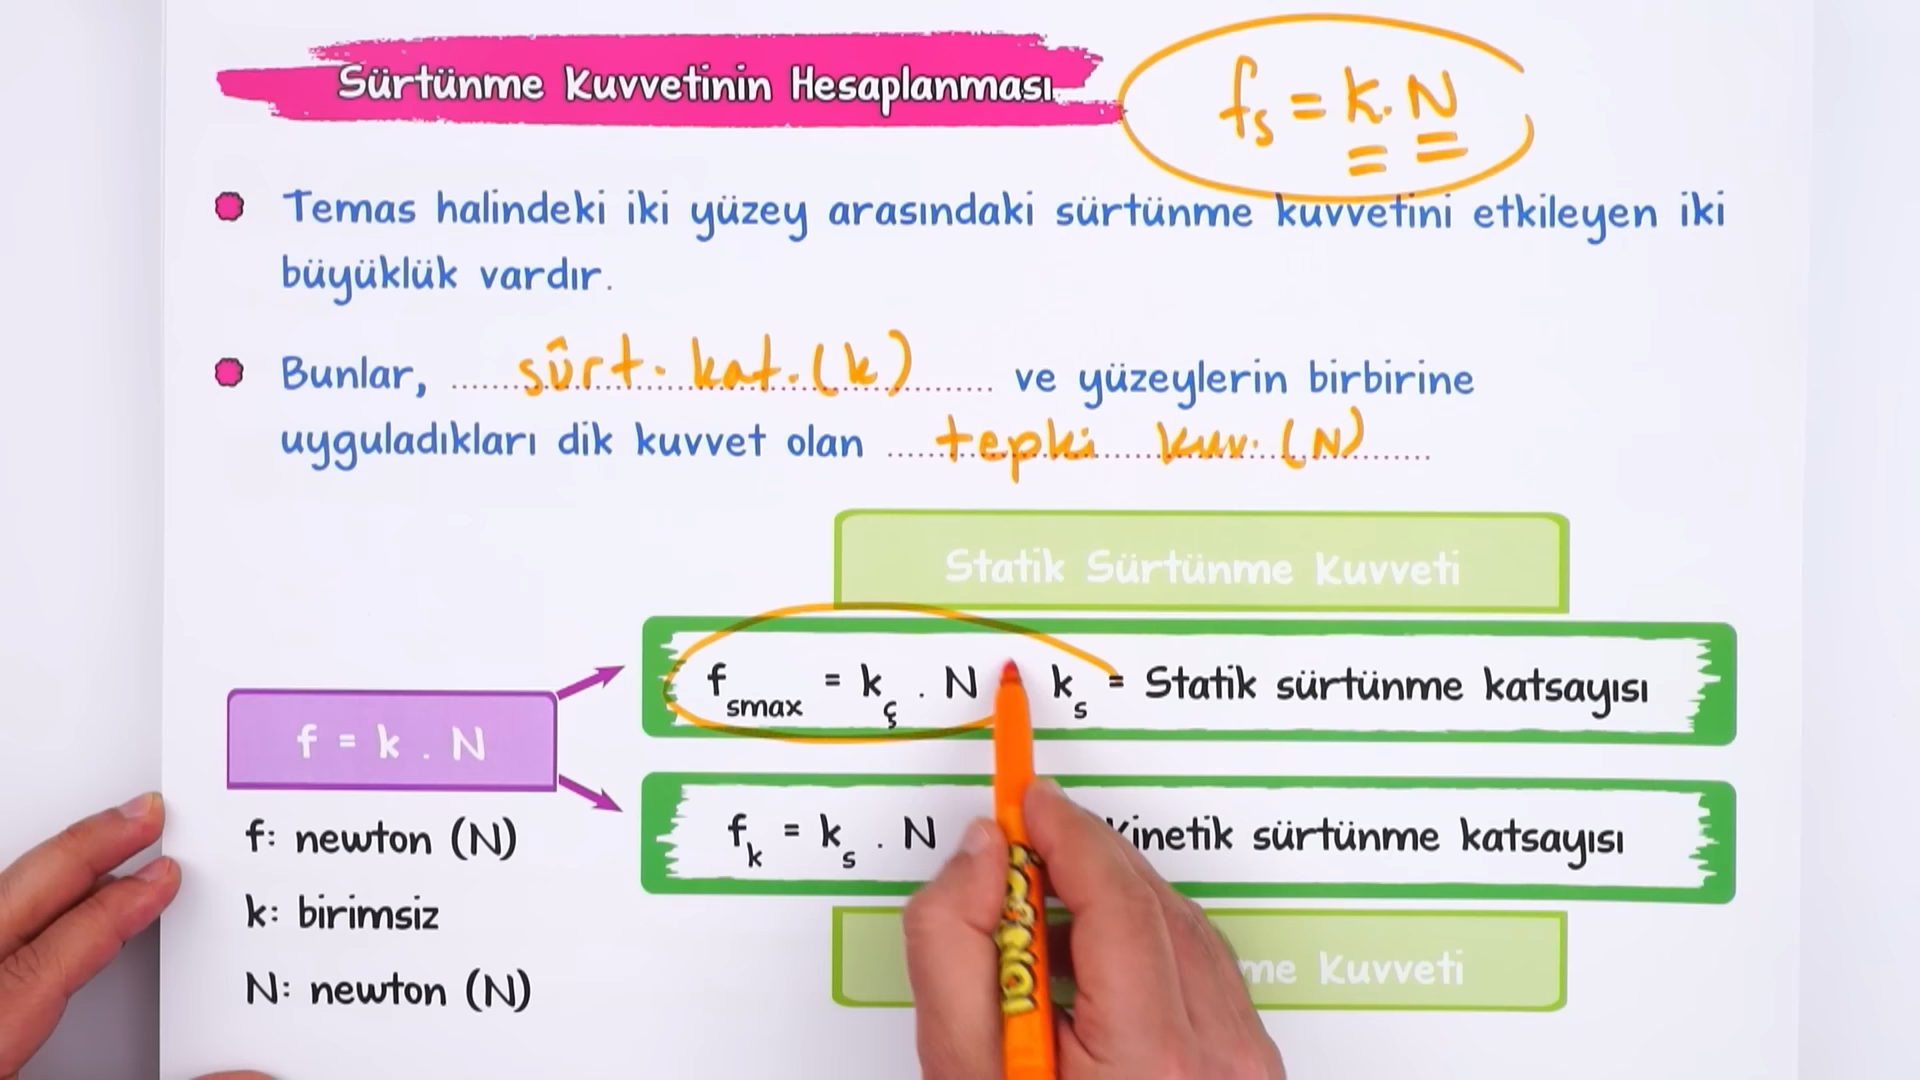 Sürtünme Kuvvetinin Hesaplanması
fs = k.N
Temas halindeki iki yüzey arasındaki sürtünme kuvvetini etkileyen iki
büyüklük vardır.
Bunlar, sürt. kat. (k) ve yüzeylerin birbirine
uyguladıkları dik kuvvet olan tepki kuv. (N)
Statik Sürtünme Kuvveti
f smax = kç . N ks = Statik sürtünme katsayısı
f = k . N
fk = ks . N Kinetik sürtünme katsayısı
f: newton (N)
k: birimsiz
N: newton (N)
Kuvveti